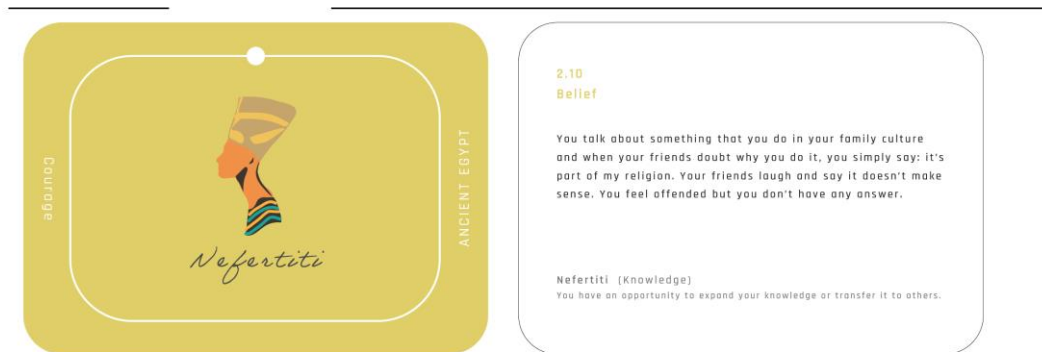 Courage
Nefertiti
ANCIENT EGYPT
2.10
Belief
You talk about something that you do in your family culture
and when your friends doubt why you do it, you simply say: it's
part of my religion. Your friends laugh and say it doesn't make
sense. You feel offended but you don't have any answer.
Nefertiti (Knowledge)
You have an opportunity to expand your knowledge or transfer it to others.